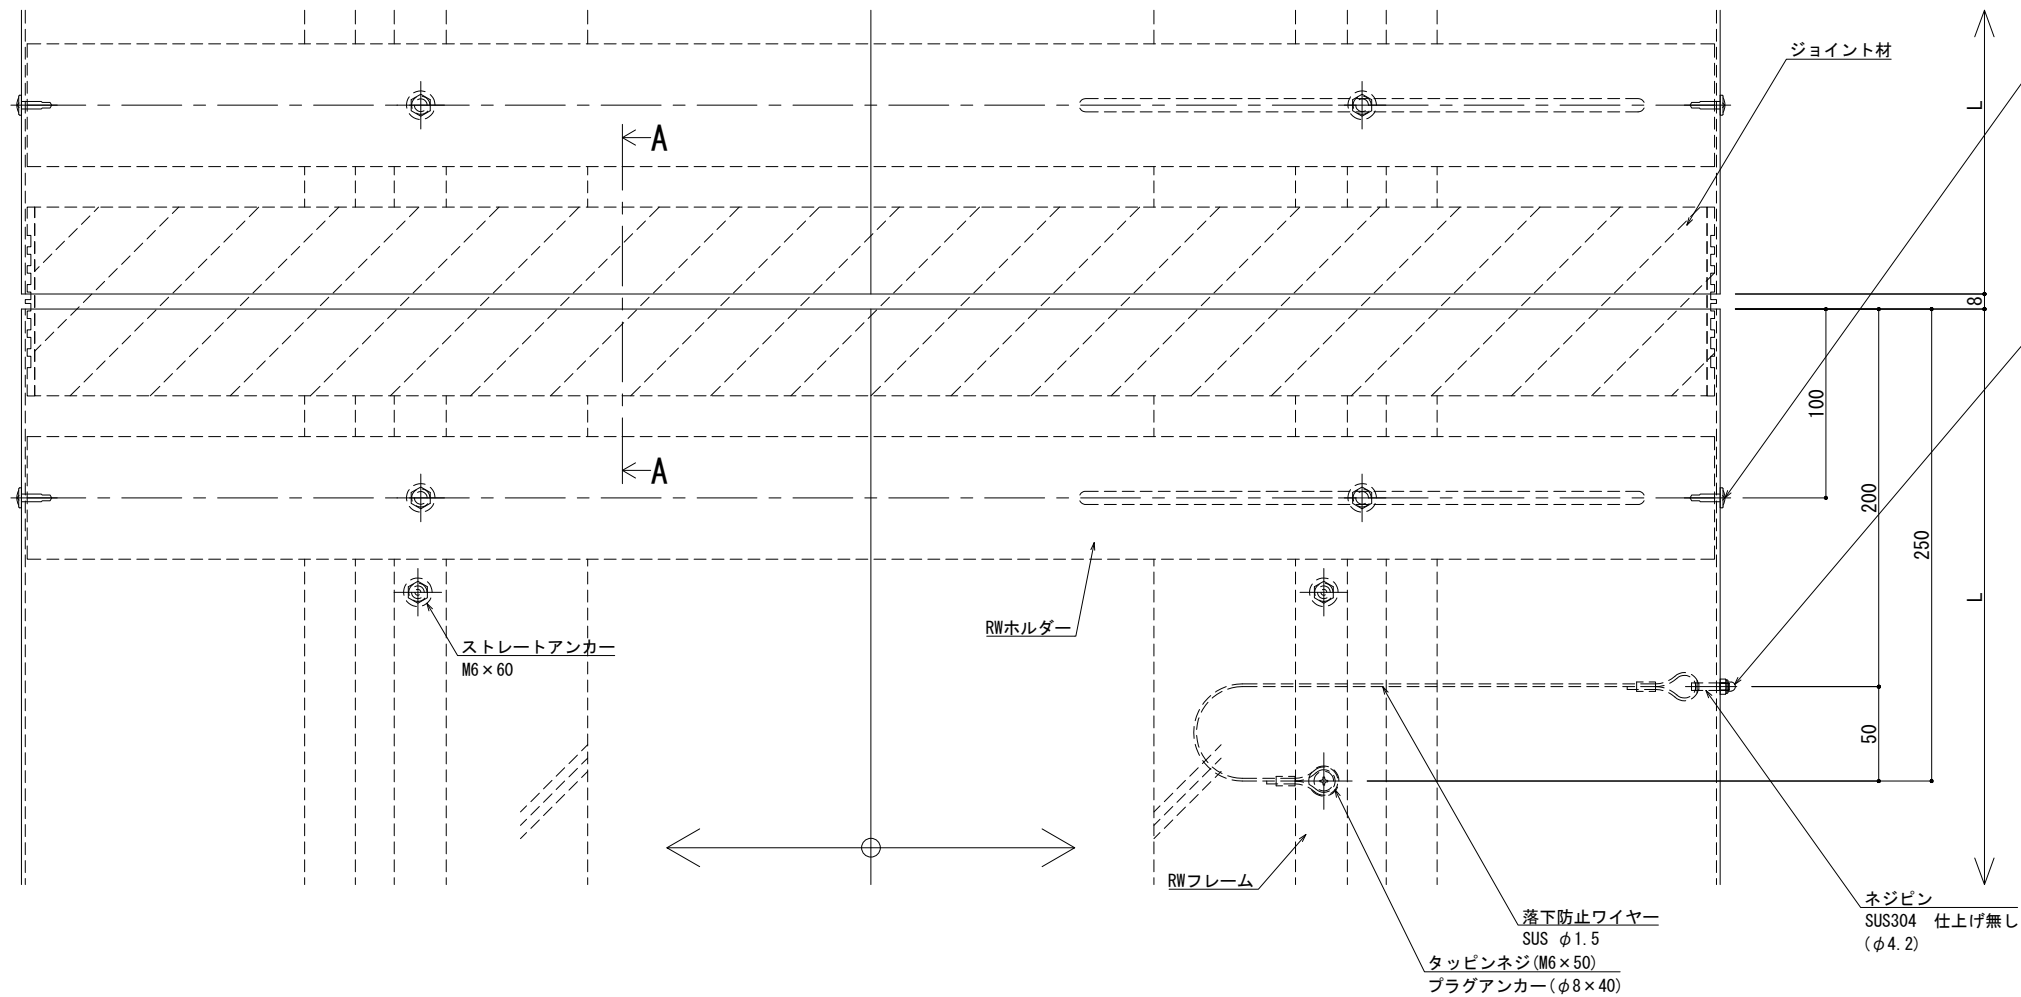 ジョイント材
L
A
8
100
A
200
250
L
RWホルダー
ストレートアンカー
M6×60
50
RWフレーム
ネジピン
SUS304 仕上げ無し
(φ4.2)
落下防止ワイヤー
SUS φ1.5
タッピンネジ(M6×50)
プラグアンカー(φ8×40)